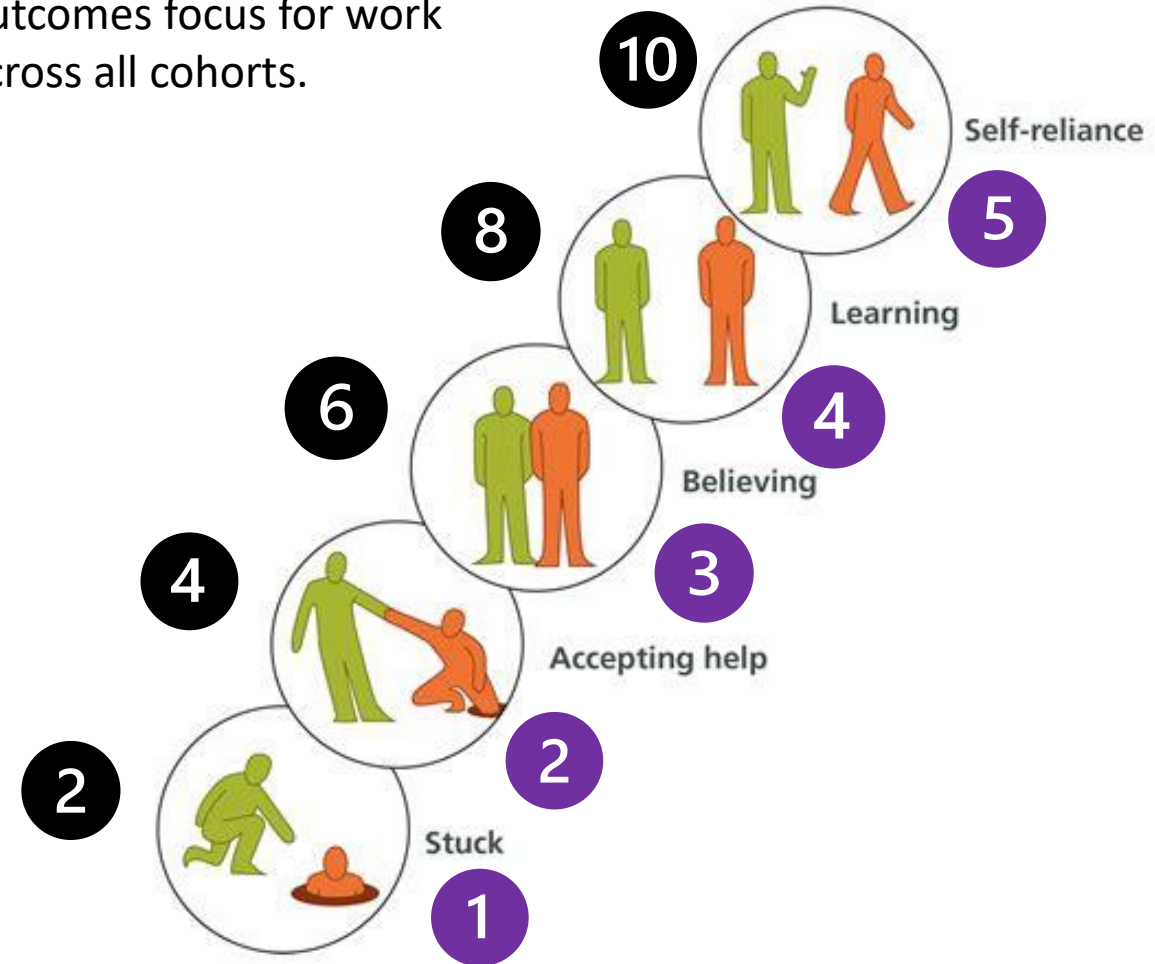 utcomes focus for work
cross all cohorts.
10
Self-reliance
5
8
Learning
4
6
Believing
3
4
Accepting help
2
2
Stuck
1